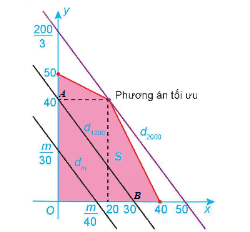 y
200/3
50
40
A
Phương án tối ưu
d1200
d2000
m/30
dm
S
B
O
m/40
20
30
40
50
x